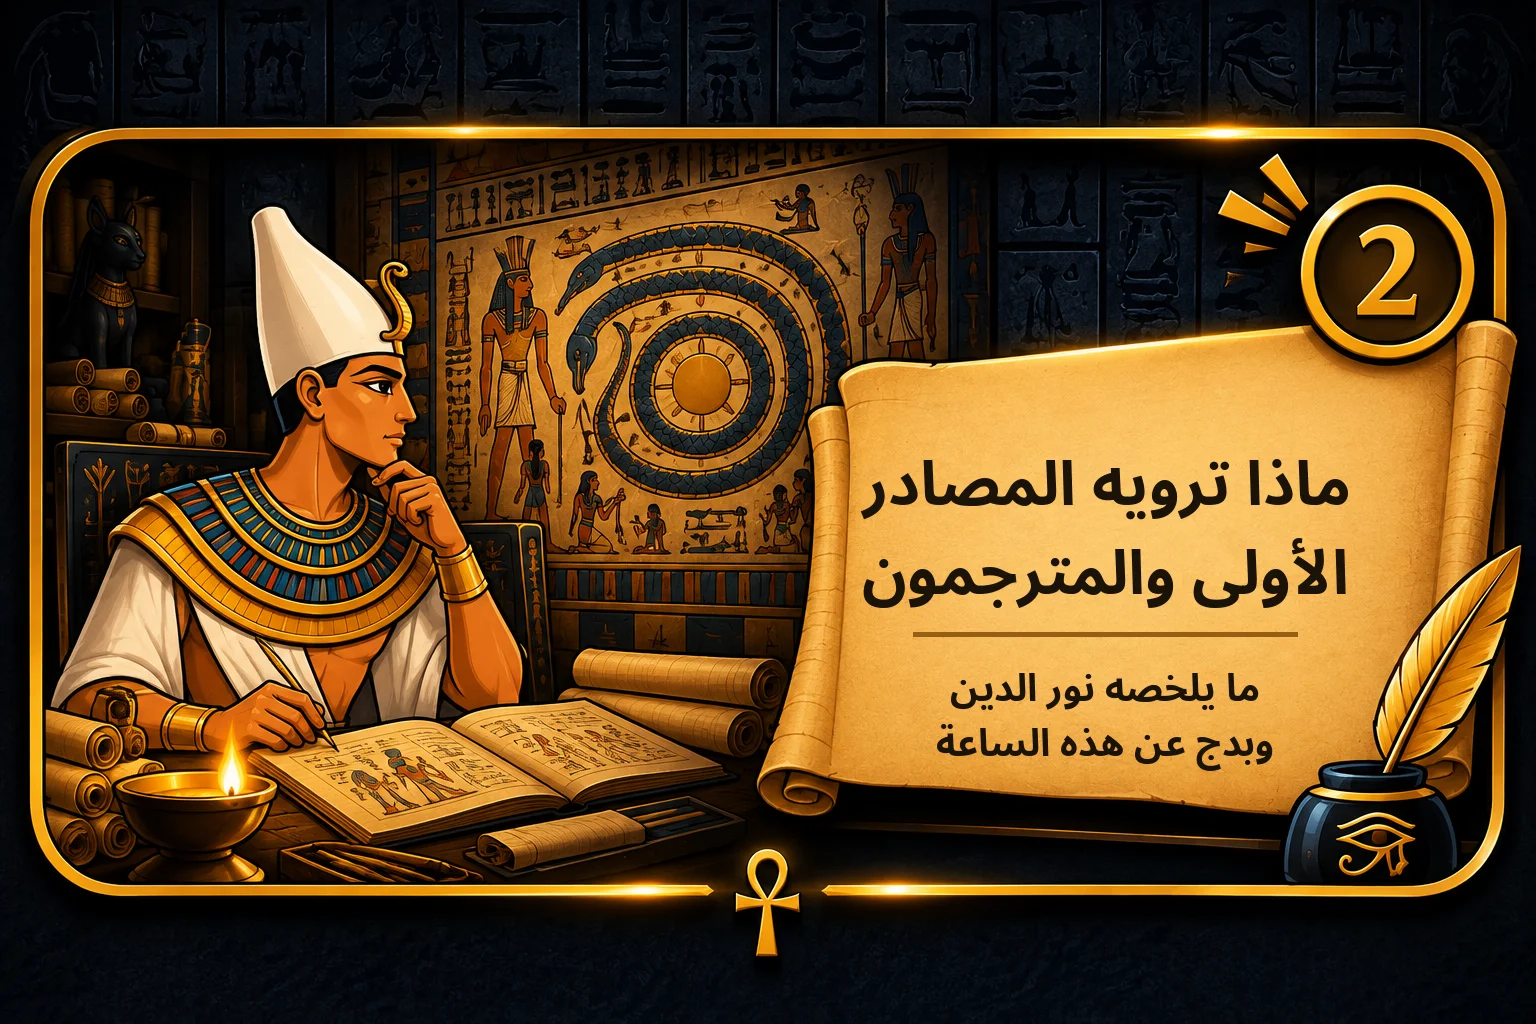 2
ماذا ترويه المصادر
الأولى والمترجمون
ما يلخصه نور الدين
وبدج عن هذه الساعة